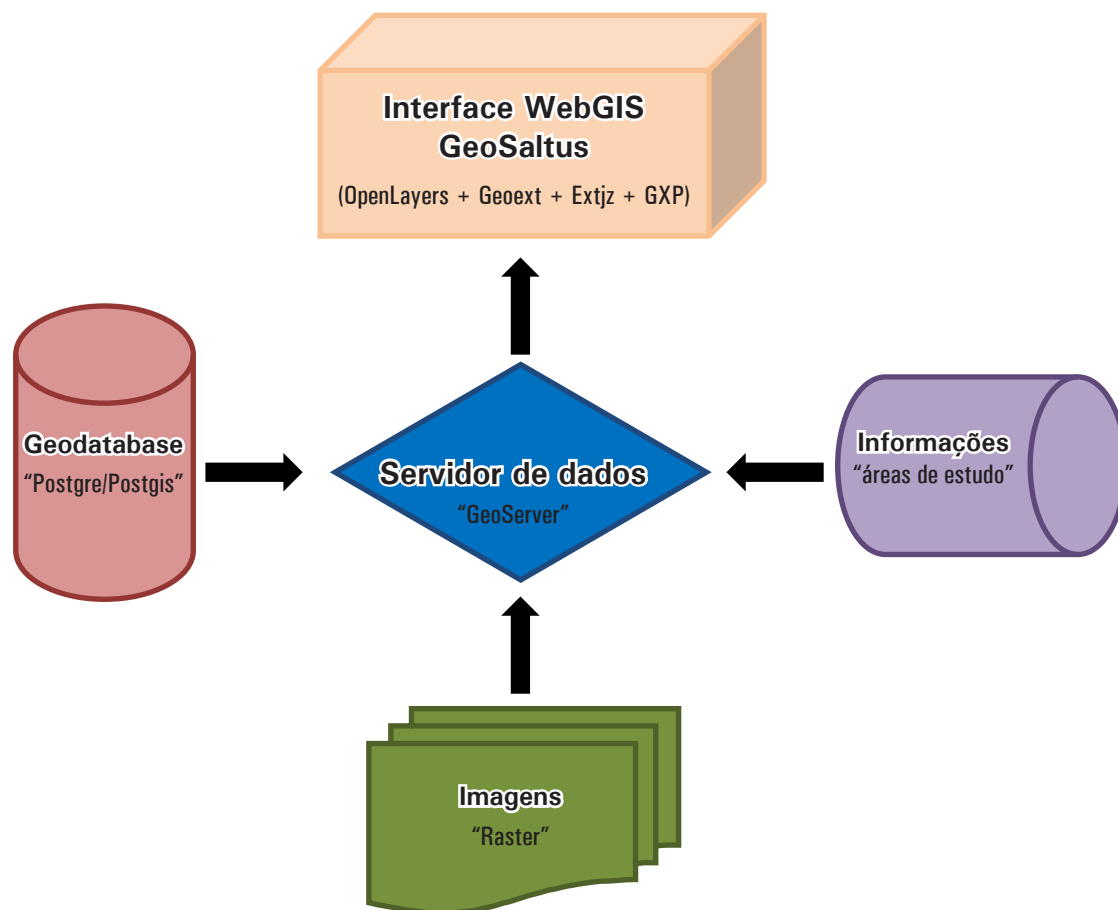 Interface WebGIS
GeoSaltus
(OpenLayers + Geoext + Extjz + GXP)
Geodatabase
“Postgre/Postgis”
Servidor de dados
“GeoServer”
Informações
“áreas de estudo”
Imagens
“Raster”